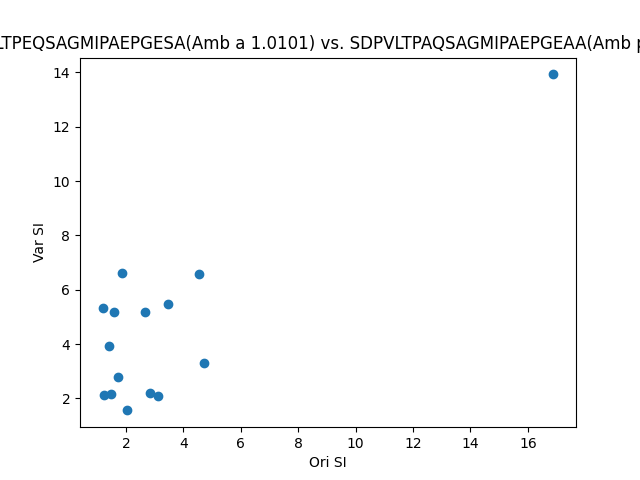 LTPEQSAGMIPAEPGESA(Amb a 1.0101) vs. SDPVLTPAQSAGMIPAEPGEAA(Amb p
14
12
10
8
6
4
2
Var SI
2 4 6 8 10 12 14 16
Ori SI